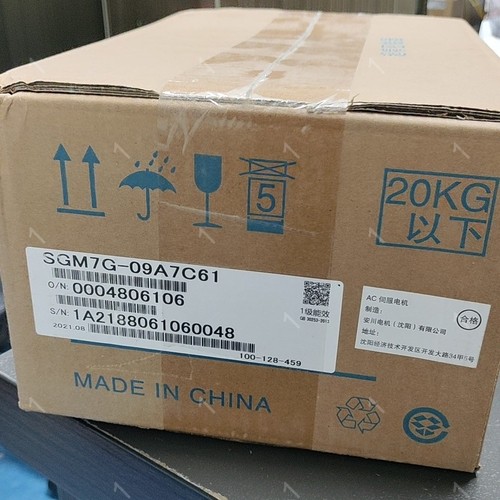 5
20KG
以下
SGM7G-09A7C61
O/N: 0004806106
S/N: 1A2188061060048
2021.08
100-128-459
1级能效
GB 30253-2013
AC 伺服电机
合格
制造:
安川电机(沈阳)有限公司
地址:
沈阳经济技术开发区开发大路34甲5号
MADE IN CHINA